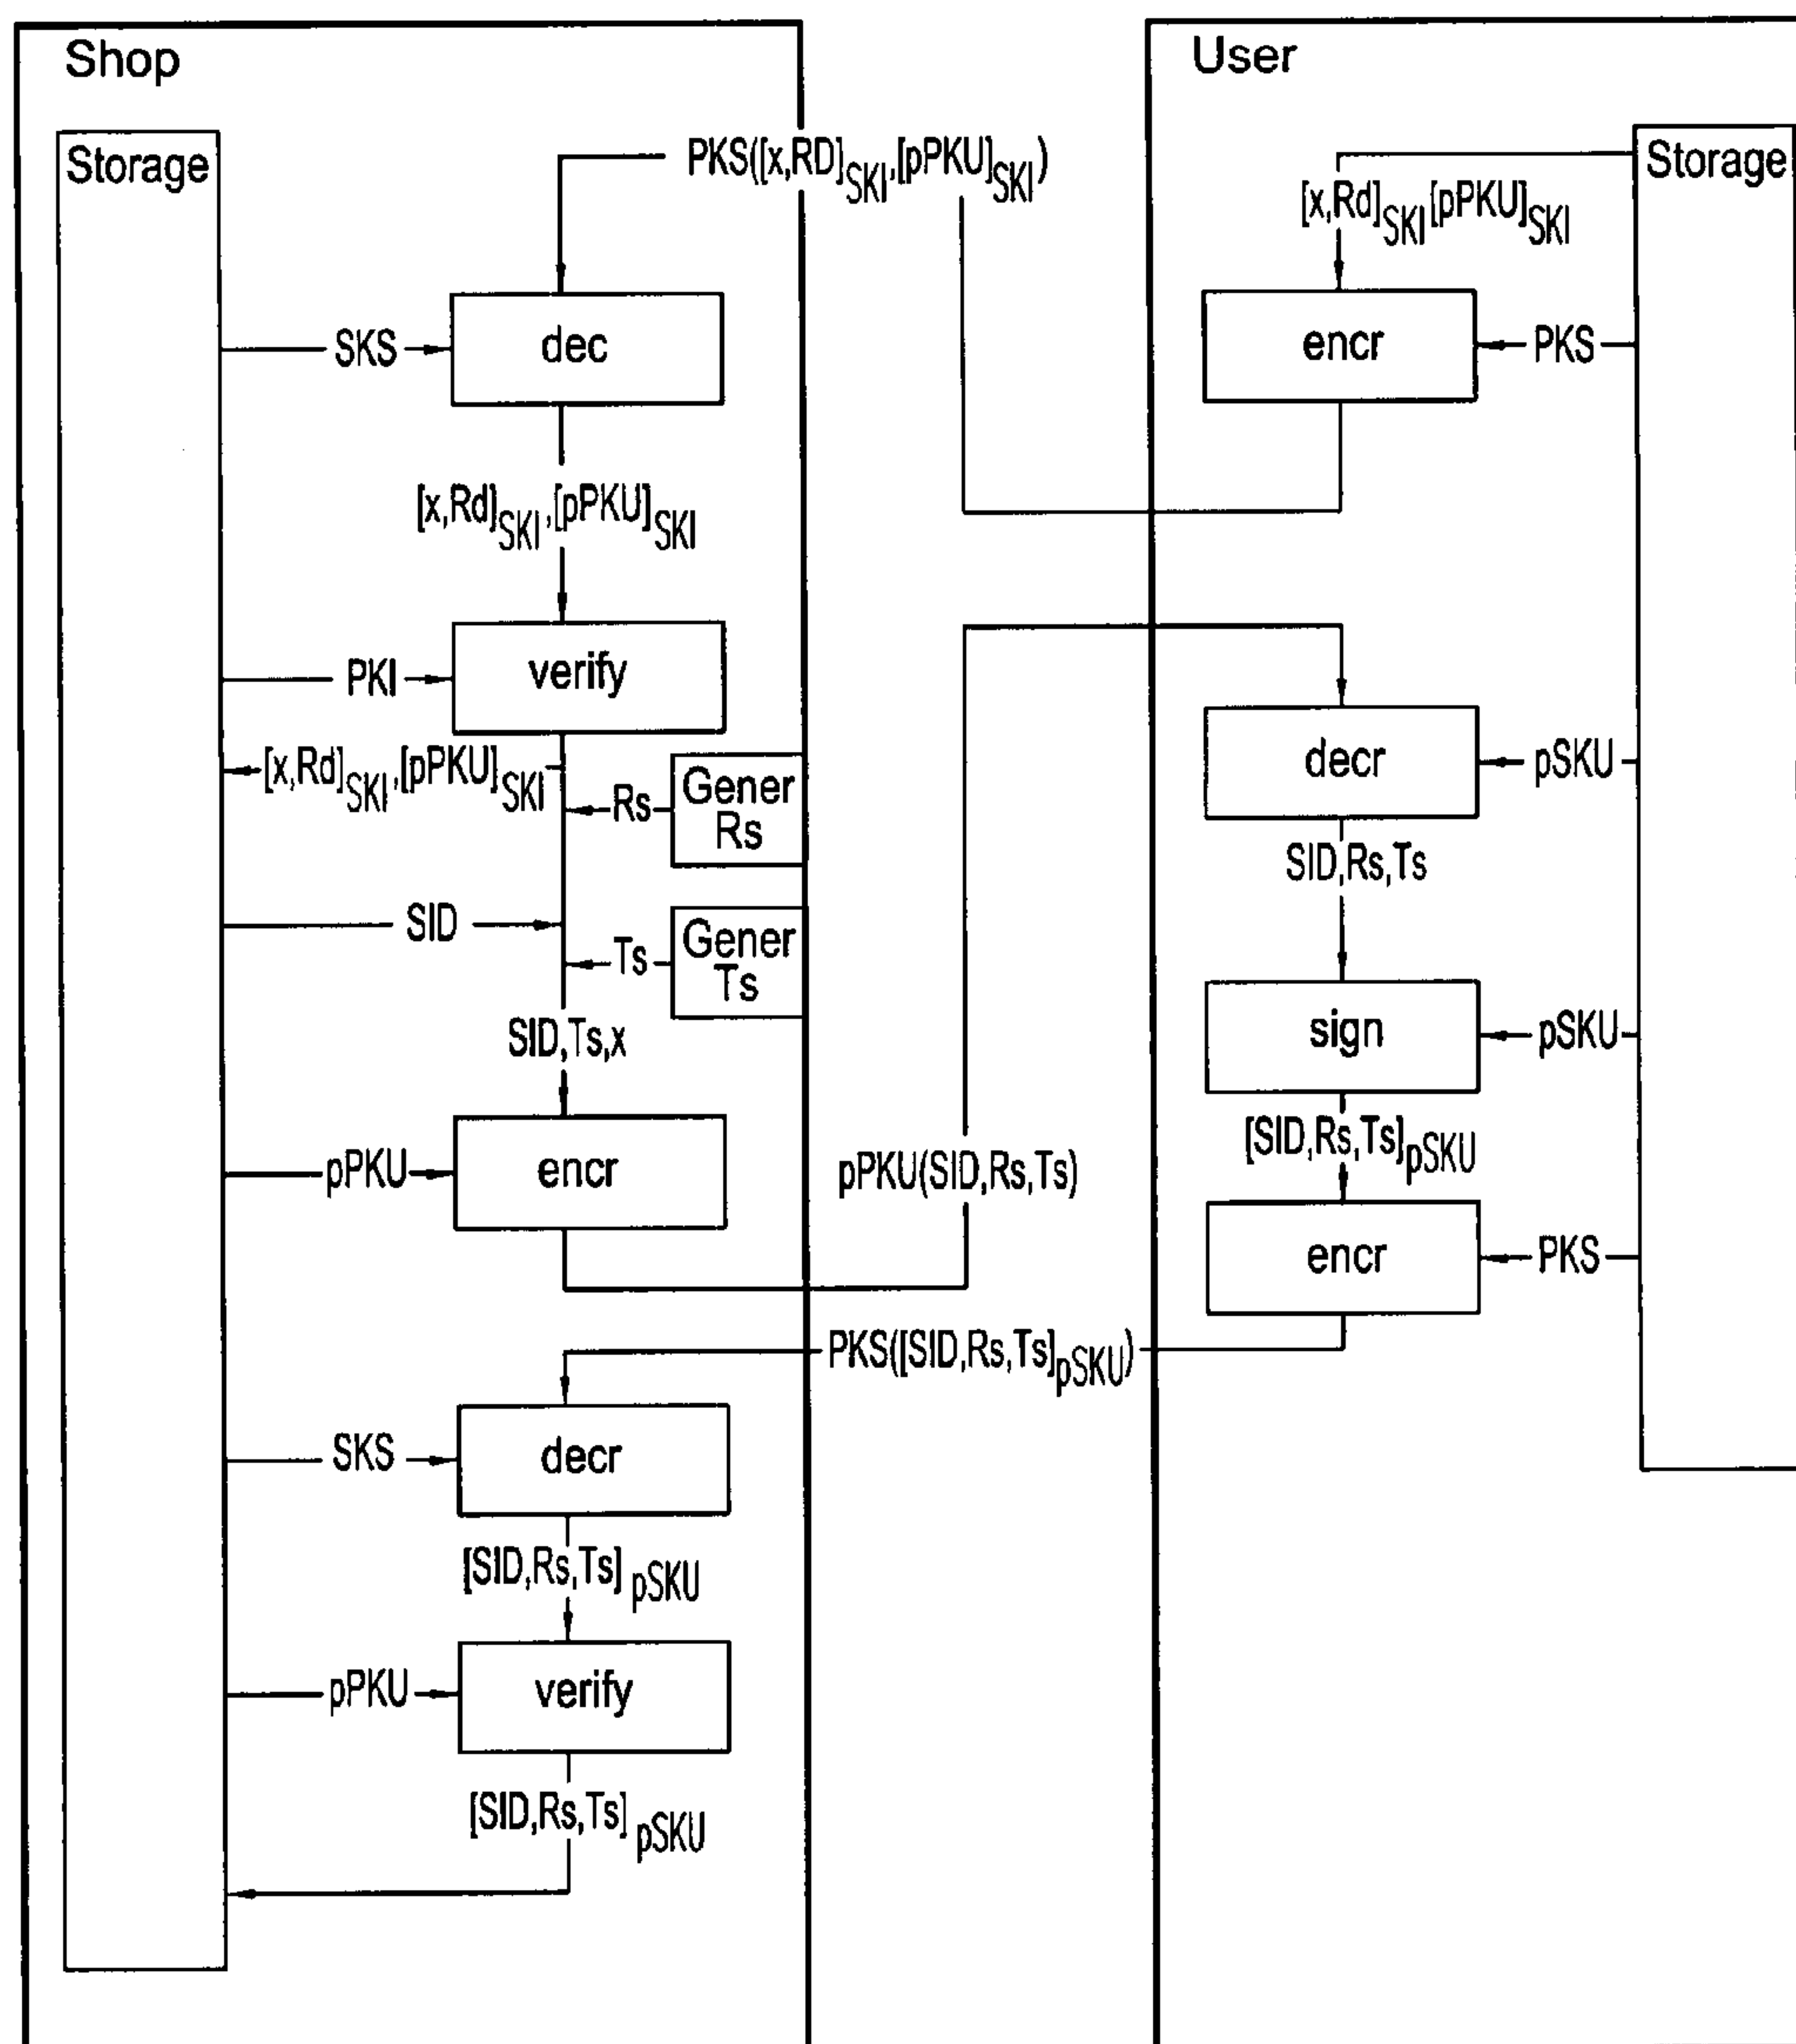 Shop
Storage
PKS([x,RD]SKI,[pPKU]SKI)
SKS
dec
[x,Rd]SKI,[pPKU]SKI
PKI
verify
[x,Rd]SKI,[pPKU]SKI
Rs
Gener
Rs
SID
Ts
Gener
Ts
SID,Ts,x
pPKU
encr
pPKU(SID,Rs,Ts)
PKS([SID,Rs,Ts]pSKU)
SKS
decr
[SID,Rs,Ts] pSKU
pPKU
verify
[SID,Rs,Ts] pSKU
User
Storage
[x,Rd]SKI[pPKU]SKI
encr
PKS
decr
pSKU
SID,Rs,Ts
sign
pSKU
[SID,Rs,Ts]pSKU
encr
PKS